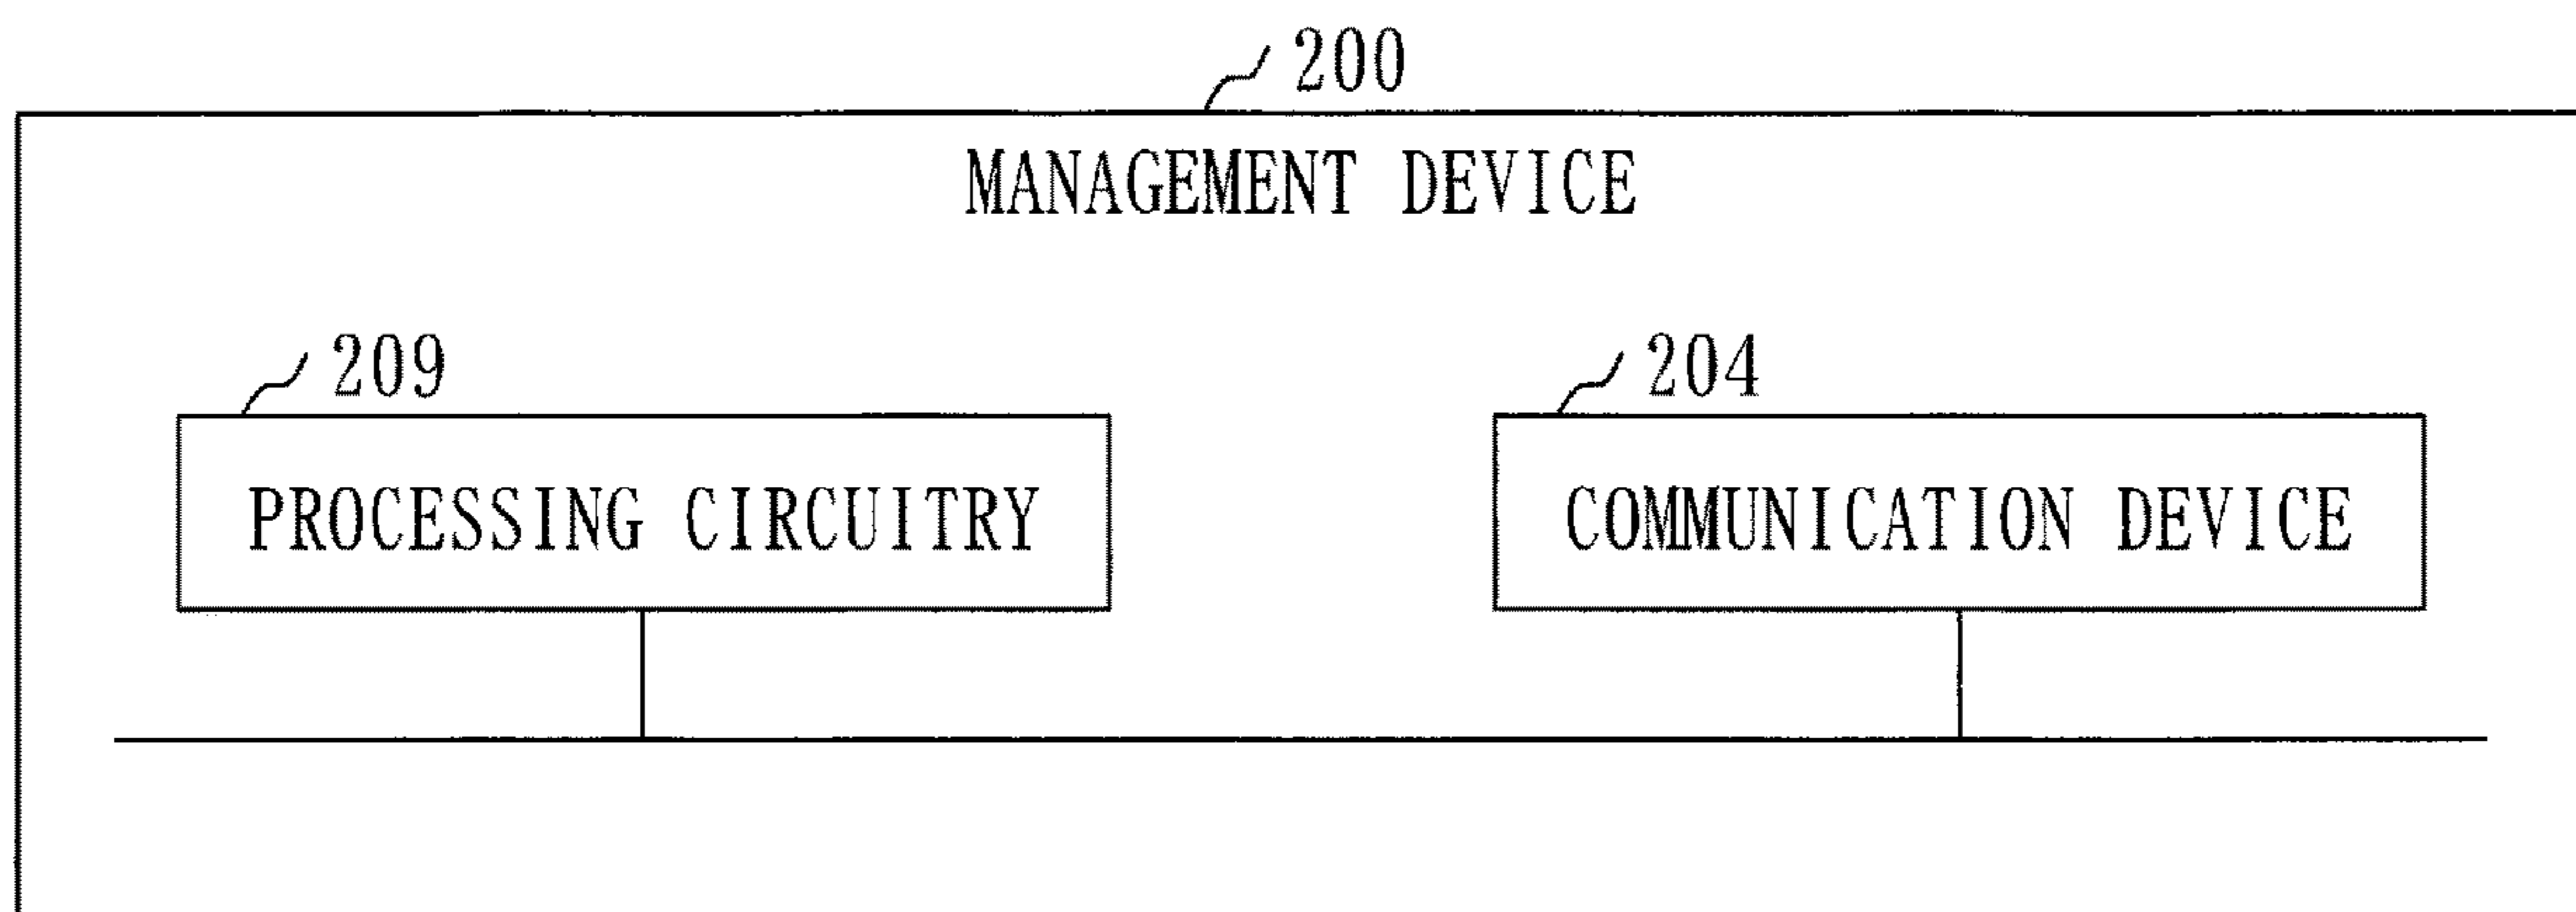 200
MANAGEMENT DEVICE
209
204
PROCESSING CIRCUITRY
COMMUNICATION DEVICE